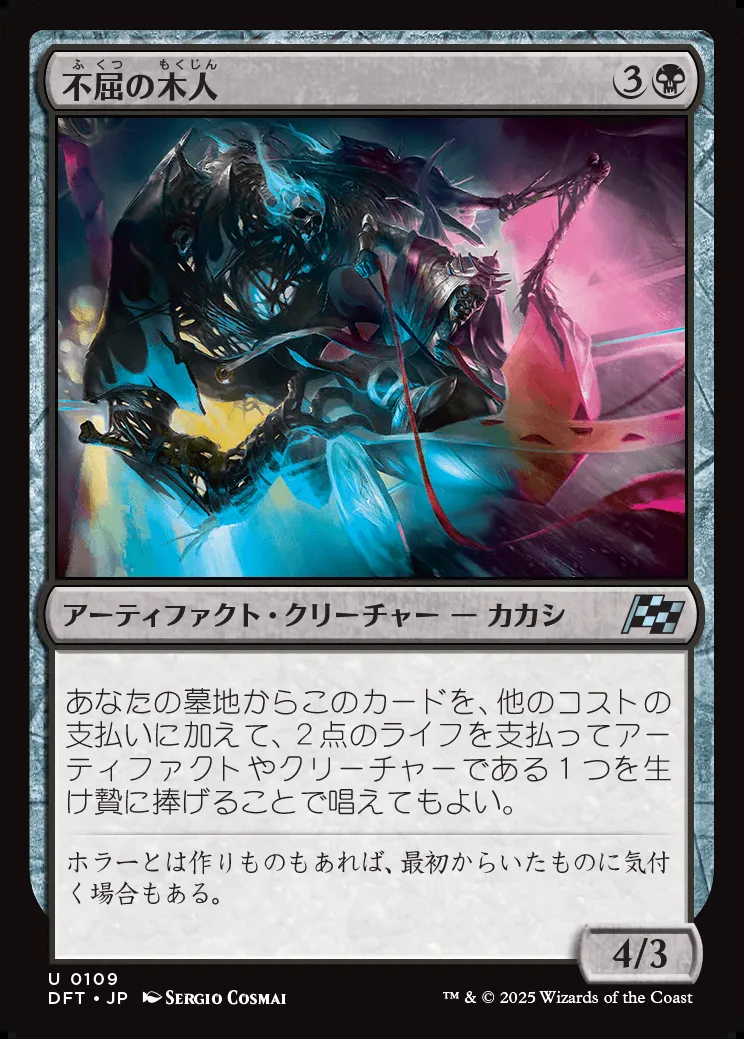 ふくつ もくじん
不屈の木人
3
アーティファクト・クリーチャー — カカシ
あなたの墓地からこのカードを、他のコストの
支払いに加えて、２点のライフを支払ってアー
ティファクトやクリーチャーである１つを生
け贄に捧げることで唱えてもよい。
ホラーとは作りものもあれば、最初からいたものに気付
く場合もある。
4/3
U 0109
DFT • JP Sergio Cosmai
™ & © 2025 Wizards of the Coast